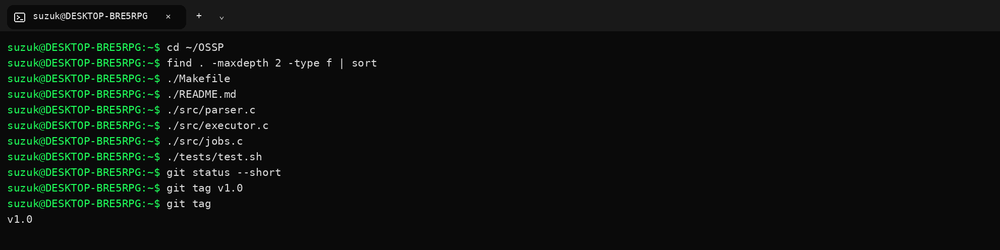 suzuk@DESKTOP-BRE5RPG × + ⌄
suzuk@DESKTOP-BRE5RPG:~$ cd ~/OSSP
suzuk@DESKTOP-BRE5RPG:~$ find . -maxdepth 2 -type f | sort
suzuk@DESKTOP-BRE5RPG:~$ ./Makefile
suzuk@DESKTOP-BRE5RPG:~$ ./README.md
suzuk@DESKTOP-BRE5RPG:~$ ./src/parser.c
suzuk@DESKTOP-BRE5RPG:~$ ./src/executor.c
suzuk@DESKTOP-BRE5RPG:~$ ./src/jobs.c
suzuk@DESKTOP-BRE5RPG:~$ ./tests/test.sh
suzuk@DESKTOP-BRE5RPG:~$ git status --short
suzuk@DESKTOP-BRE5RPG:~$ git tag v1.0
suzuk@DESKTOP-BRE5RPG:~$ git tag
v1.0